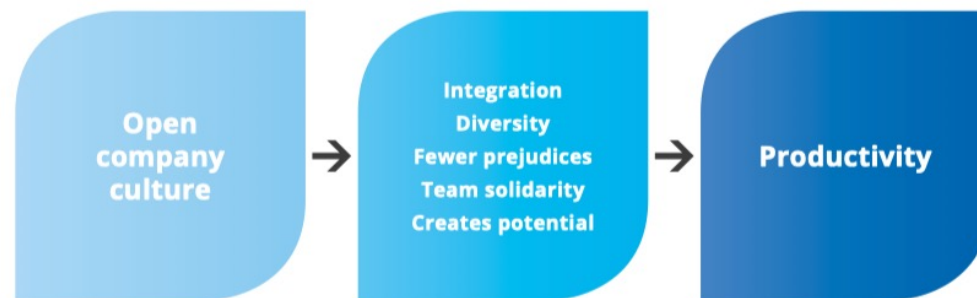 Open
company
culture
Integration
Diversity
Fewer prejudices
Team solidarity
Creates potential
Productivity